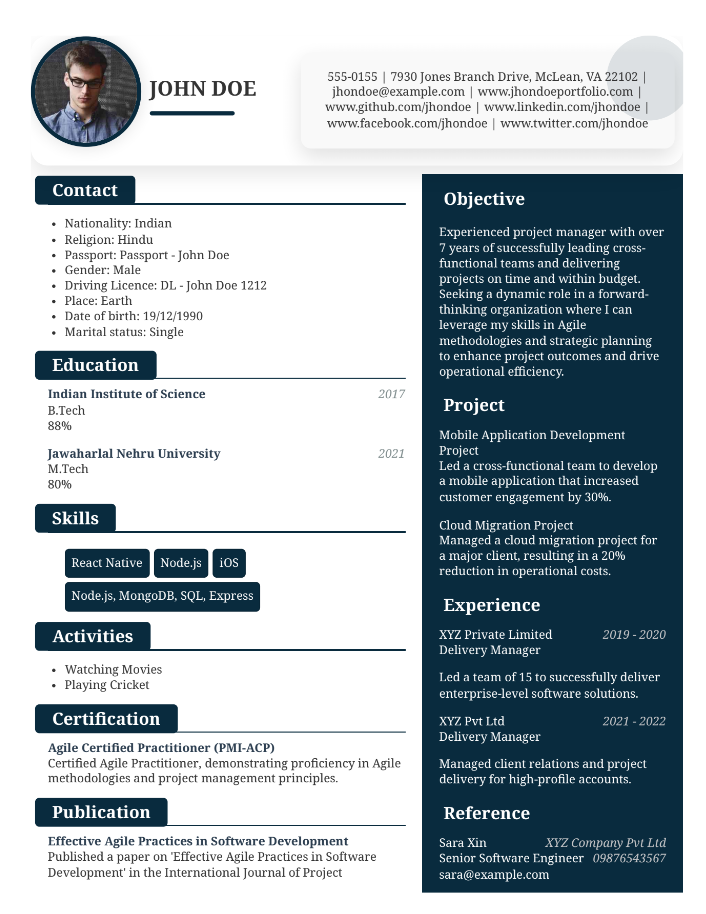 JOHN DOE
555-0155 | 7930 Jones Branch Drive, McLean, VA 22102 |
jhondoe@example.com | www.jhondoeportfolio.com |
www.github.com/jhondoe | www.linkedin.com/jhondoe |
www.facebook.com/jhondoe | www.twitter.com/jhondoe
Contact
• Nationality: Indian
• Religion: Hindu
• Passport: Passport - John Doe
• Gender: Male
• Driving Licence: DL - John Doe 1212
• Place: Earth
• Date of birth: 19/12/1990
• Marital status: Single
Education
Indian Institute of Science 2017
B.Tech
88%
Jawaharlal Nehru University 2021
M.Tech
80%
Skills
React Native Node.js iOS
Node.js, MongoDB, SQL, Express
Activities
• Watching Movies
• Playing Cricket
Certification
Agile Certified Practitioner (PMI-ACP)
Certified Agile Practitioner, demonstrating proficiency in Agile
methodologies and project management principles.
Publication
Effective Agile Practices in Software Development
Published a paper on 'Effective Agile Practices in Software
Development' in the International Journal of Project
Objective
Experienced project manager with over
7 years of successfully leading cross-
functional teams and delivering
projects on time and within budget.
Seeking a dynamic role in a forward-
thinking organization where I can
leverage my skills in Agile
methodologies and strategic planning
to enhance project outcomes and drive
operational efficiency.
Project
Mobile Application Development
Project
Led a cross-functional team to develop
a mobile application that increased
customer engagement by 30%.
Cloud Migration Project
Managed a cloud migration project for
a major client, resulting in a 20%
reduction in operational costs.
Experience
XYZ Private Limited 2019 - 2020
Delivery Manager
Led a team of 15 to successfully deliver
enterprise-level software solutions.
XYZ Pvt Ltd 2021 - 2022
Delivery Manager
Managed client relations and project
delivery for high-profile accounts.
Reference
Sara Xin XYZ Company Pvt Ltd
Senior Software Engineer 09876543567
sara@example.com